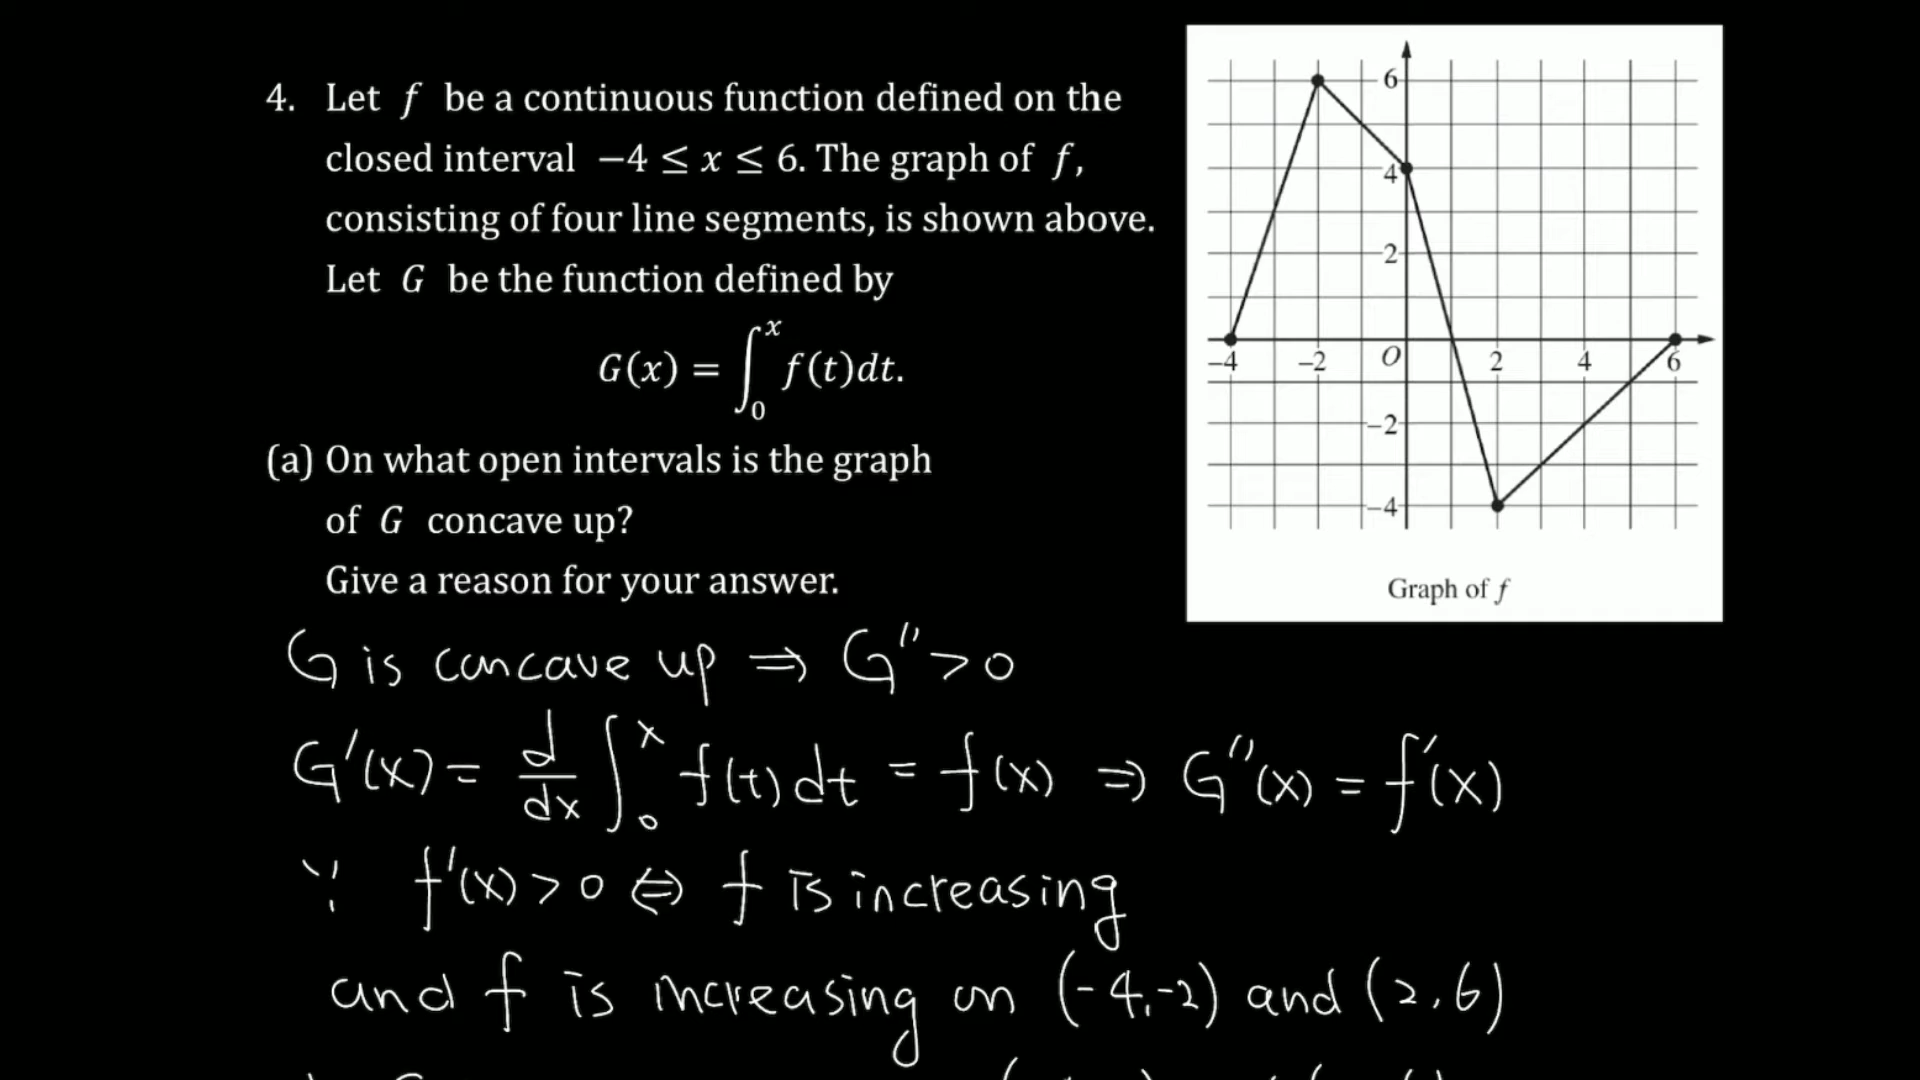 4. Let f be a continuous function defined on the
closed interval −4 ≤ x ≤ 6. The graph of f,
consisting of four line segments, is shown above.
Let G be the function defined by
G(x) = ∫₀ˣ f(t)dt.
(a) On what open intervals is the graph
of G concave up?
Give a reason for your answer.
6
4
2
−4 −2 O 2 4 6
−2
−4
Graph of f
G is concave up ⇒ G″>0
G′(x) = d/dx ∫₀ˣ f(t)dt = f(x) ⇒ G″(x) = f′(x)
∵ f′(x)>0 ⇔ f is increasing
and f is increasing on (-4,-2) and (2,6)